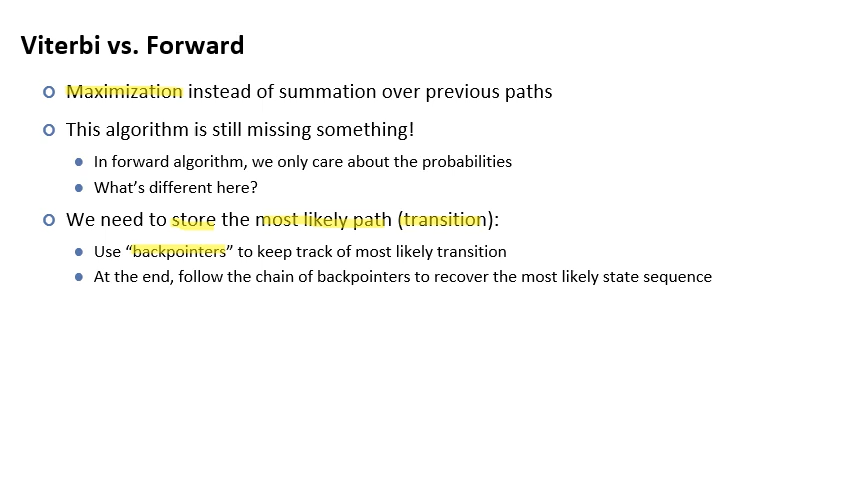 Viterbi vs. Forward
Maximization instead of summation over previous paths
This algorithm is still missing something!
In forward algorithm, we only care about the probabilities
What's different here?
We need to store the most likely path (transition):
Use “backpointers” to keep track of most likely transition
At the end, follow the chain of backpointers to recover the most likely state sequence